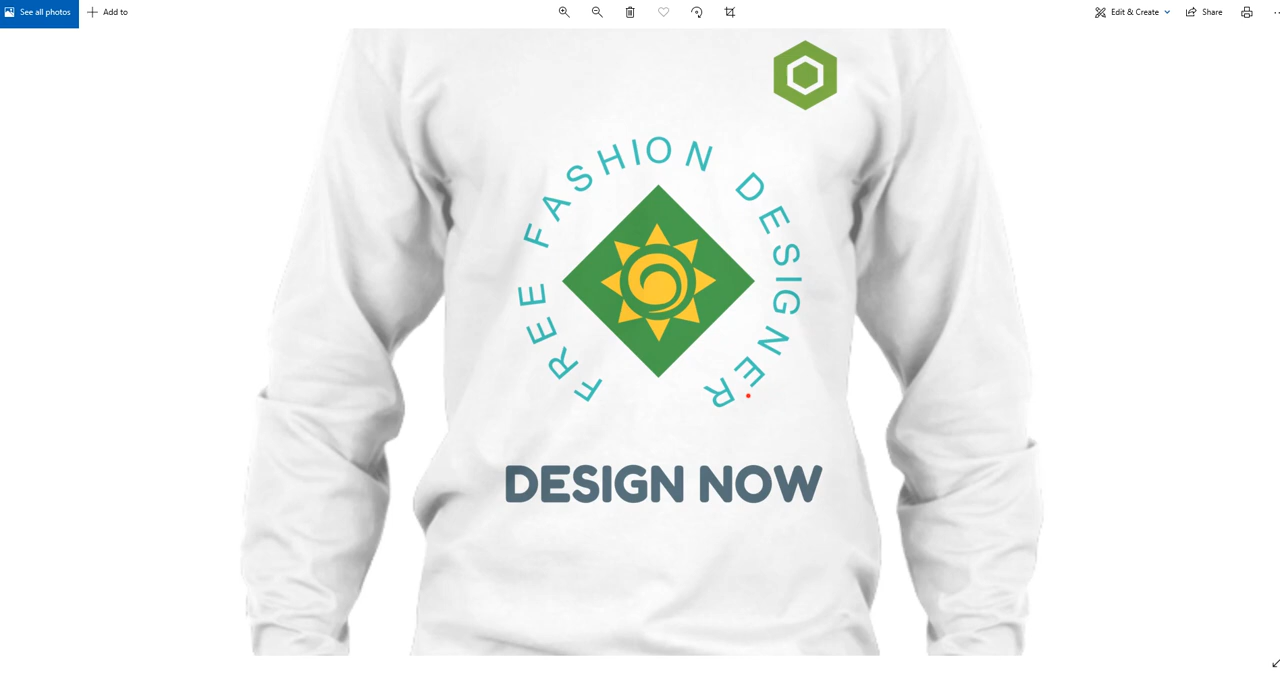 See all photos
Add to
Edit & Create
Share
FREE FASHION DESIGNER
DESIGN NOW